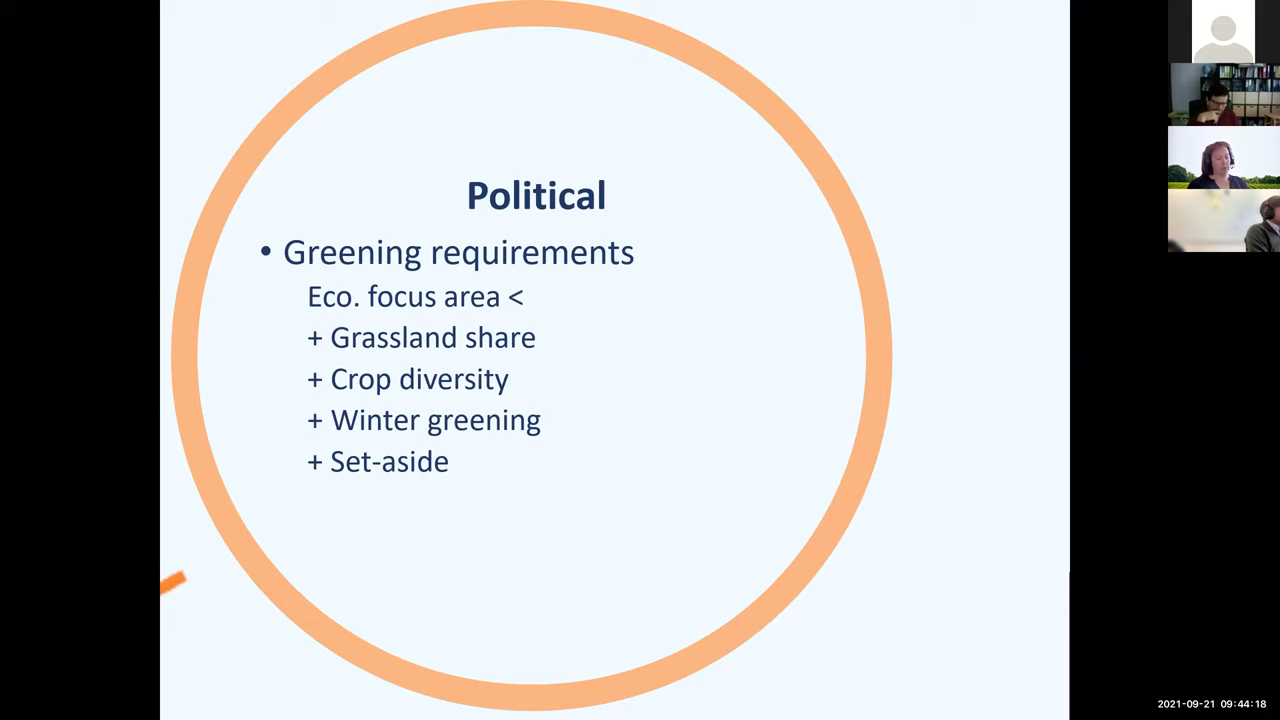 Political
• Greening requirements
Eco. focus area <
+ Grassland share
+ Crop diversity
+ Winter greening
+ Set-aside
2021-09-21 09:44:18